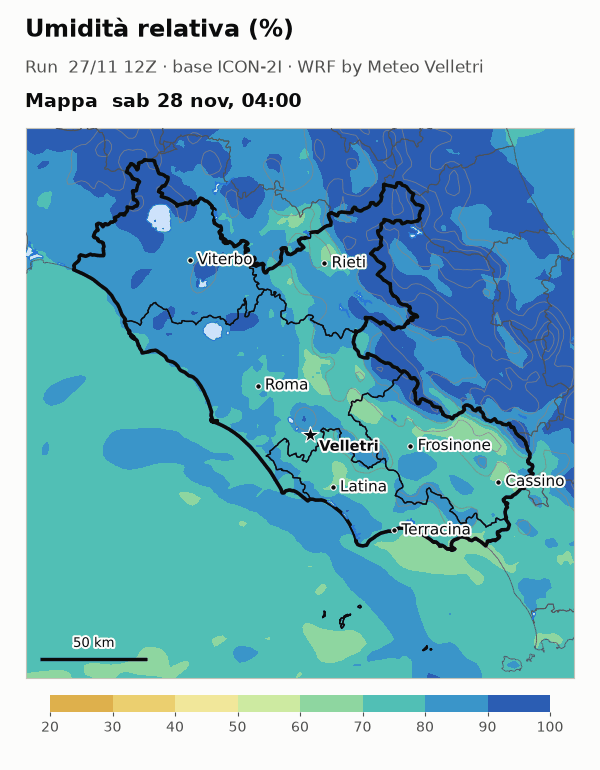 Umidità relativa (%)
Run  27/11 12Z · base ICON-2I · WRF by Meteo Velletri
Mappa  sab 28 nov, 04:00
Viterbo
Rieti
Roma
Velletri
Frosinone
Cassino
Latina
Terracina
50 km
20 30 40 50 60 70 80 90 100